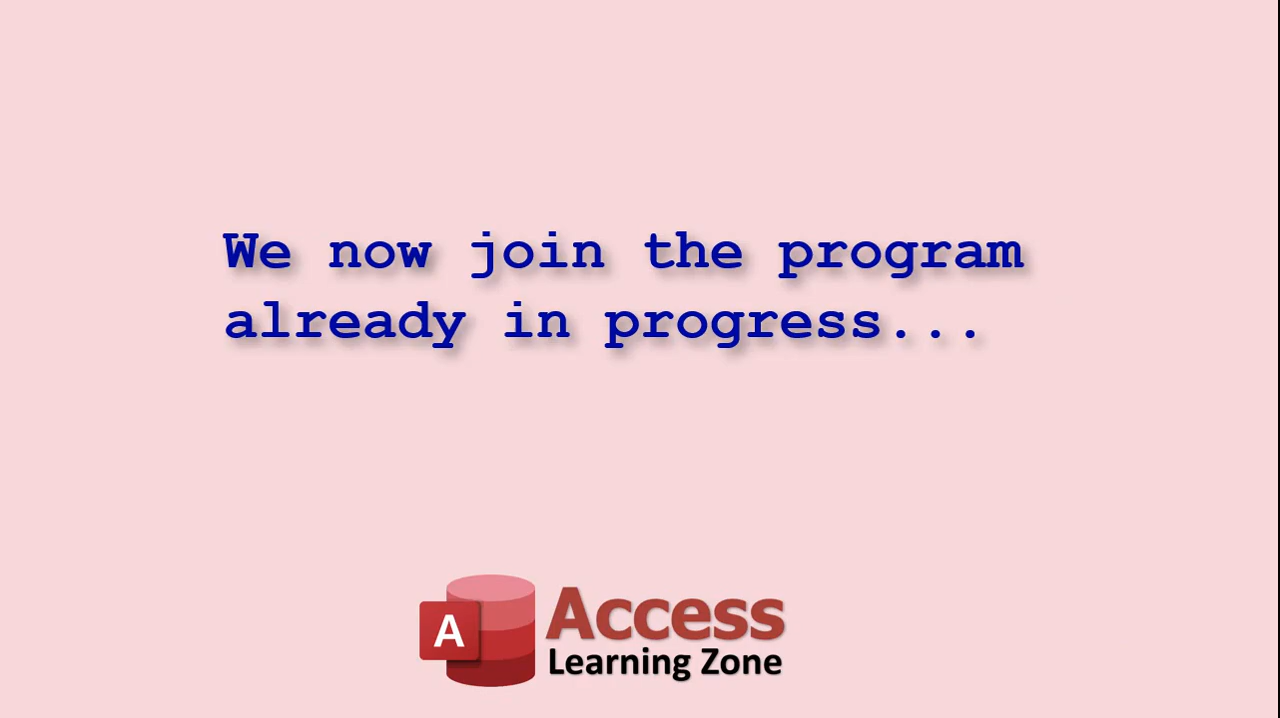 We now join the program
already in progress...
A
Access
Learning Zone